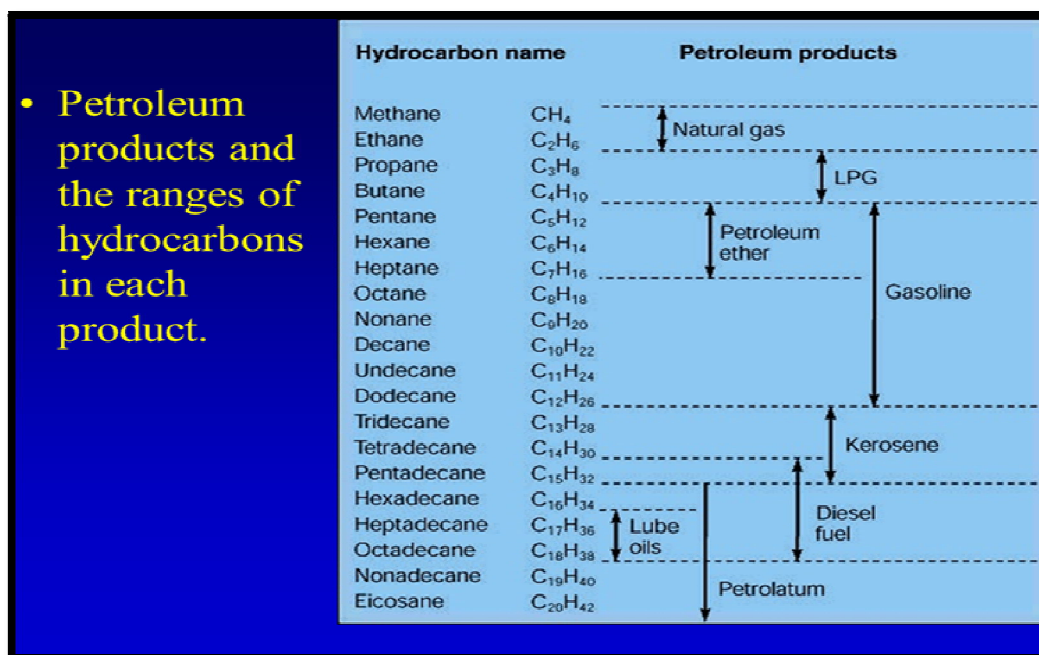 • Petroleum
products and
the ranges of
hydrocarbons
in each
product.
Hydrocarbon name Petroleum products
Methane CH₄
Natural gas
Ethane C₂H₆
Propane C₃H₈
LPG
Butane C₄H₁₀
Pentane C₅H₁₂
Petroleum
ether
Hexane C₆H₁₄
Heptane C₇H₁₆
Octane C₈H₁₈
Gasoline
Nonane C₉H₂₀
Decane C₁₀H₂₂
Undecane C₁₁H₂₄
Dodecane C₁₂H₂₆
Tridecane C₁₃H₂₈
Kerosene
Tetradecane C₁₄H₃₀
Pentadecane C₁₅H₃₂
Hexadecane C₁₆H₃₄
Diesel
fuel
Heptadecane C₁₇H₃₆
Lube
oils
Octadecane C₁₈H₃₈
Nonadecane C₁₉H₄₀
Petrolatum
Eicosane C₂₀H₄₂